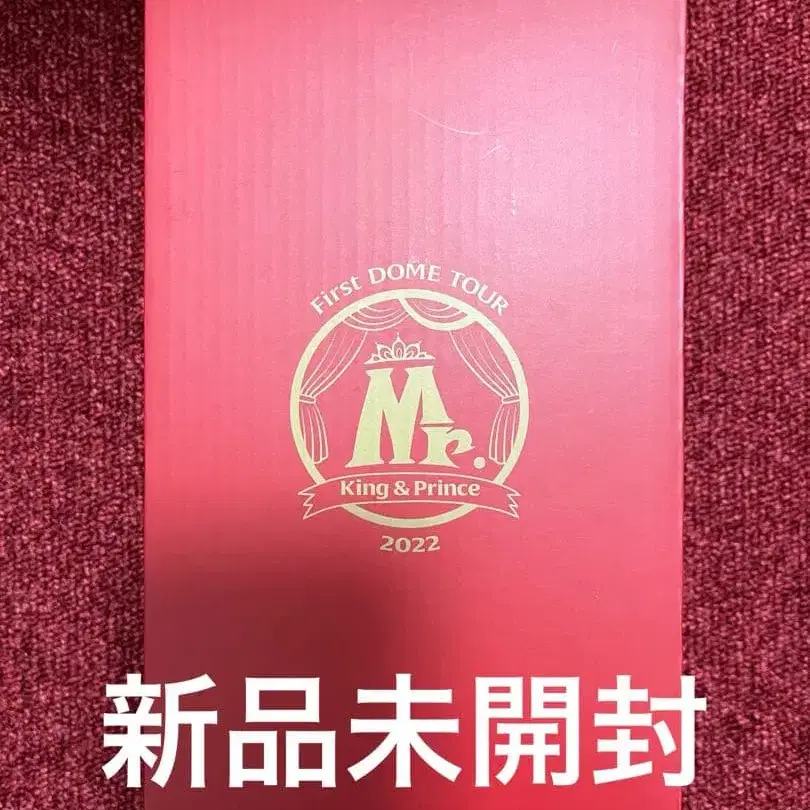 First DOME TOUR
Mr.
King & Prince
2022
新品未開封